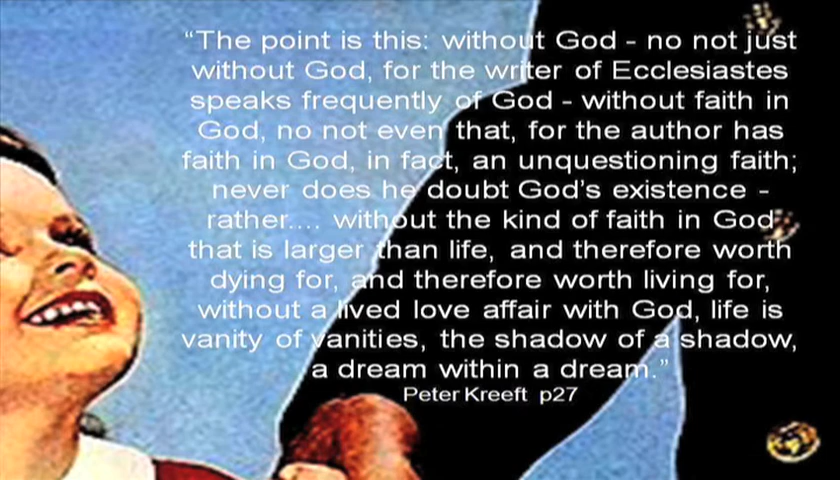 “The point is this: without God - no not just
without God, for the writer of Ecclesiastes
speaks frequently of God - without faith in
God, no not even that, for the author has
faith in God, in fact, an unquestioning faith;
never does he doubt God’s existence -
rather.... without the kind of faith in God
that is larger than life, and therefore worth
dying for, and therefore worth living for,
without a lived love affair with God, life is
vanity of vanities, the shadow of a shadow,
a dream within a dream.”
Peter Kreeft p27